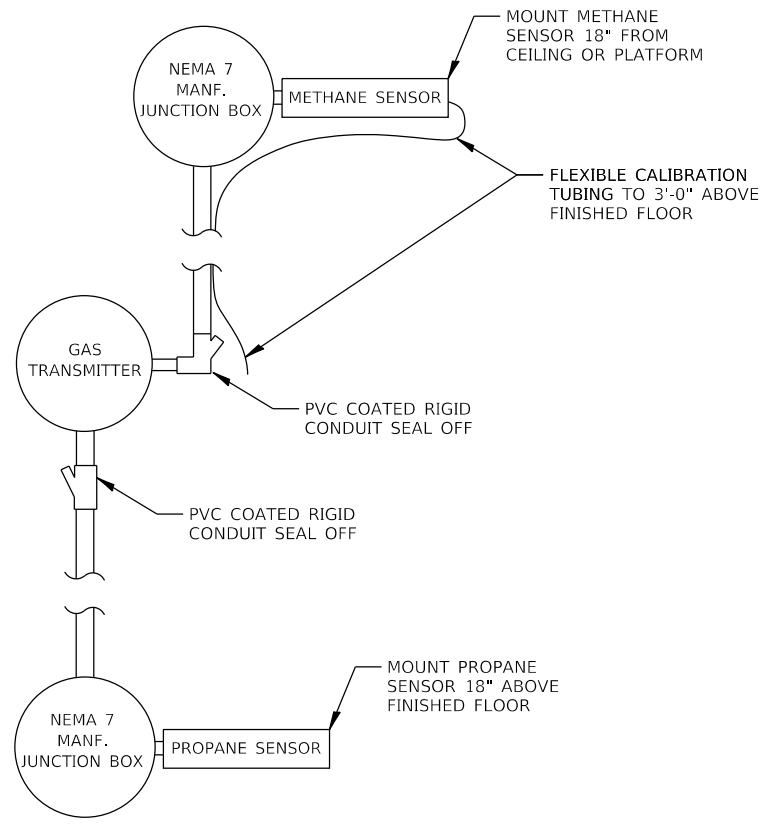 MOUNT METHANE
SENSOR 18" FROM
CEILING OR PLATFORM
NEMA 7
MANF.
JUNCTION BOX
METHANE SENSOR
FLEXIBLE CALIBRATION
TUBING TO 3'-0" ABOVE
FINISHED FLOOR
GAS
TRANSMITTER
PVC COATED RIGID
CONDUIT SEAL OFF
PVC COATED RIGID
CONDUIT SEAL OFF
MOUNT PROPANE
SENSOR 18" ABOVE
FINISHED FLOOR
NEMA 7
MANF.
JUNCTION BOX
PROPANE SENSOR